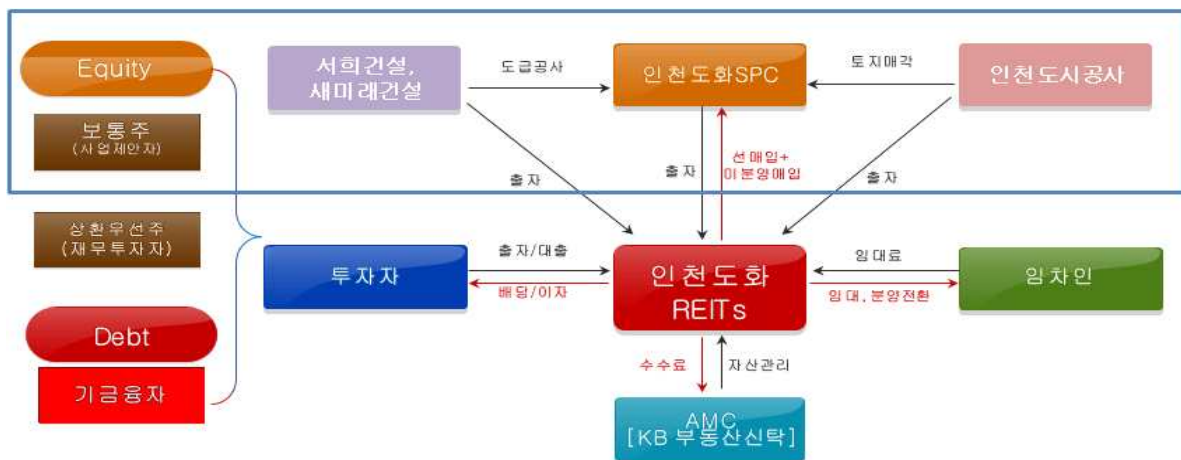 Equity
보통주
(사업제안자)
상환우선주
(재무투자자)
Debt
기금융자
서희건설,
새미래건설
도급공사
인천도화SPC
토지매각
인천도시공사
출자
출자
선매입+
미분양매입
출자
투자자
출자/대출
배당/이자
인천도화
REITs
임대료
임대,분양전환
임차인
수수료
자산관리
AMC
[KB 부동산신탁]